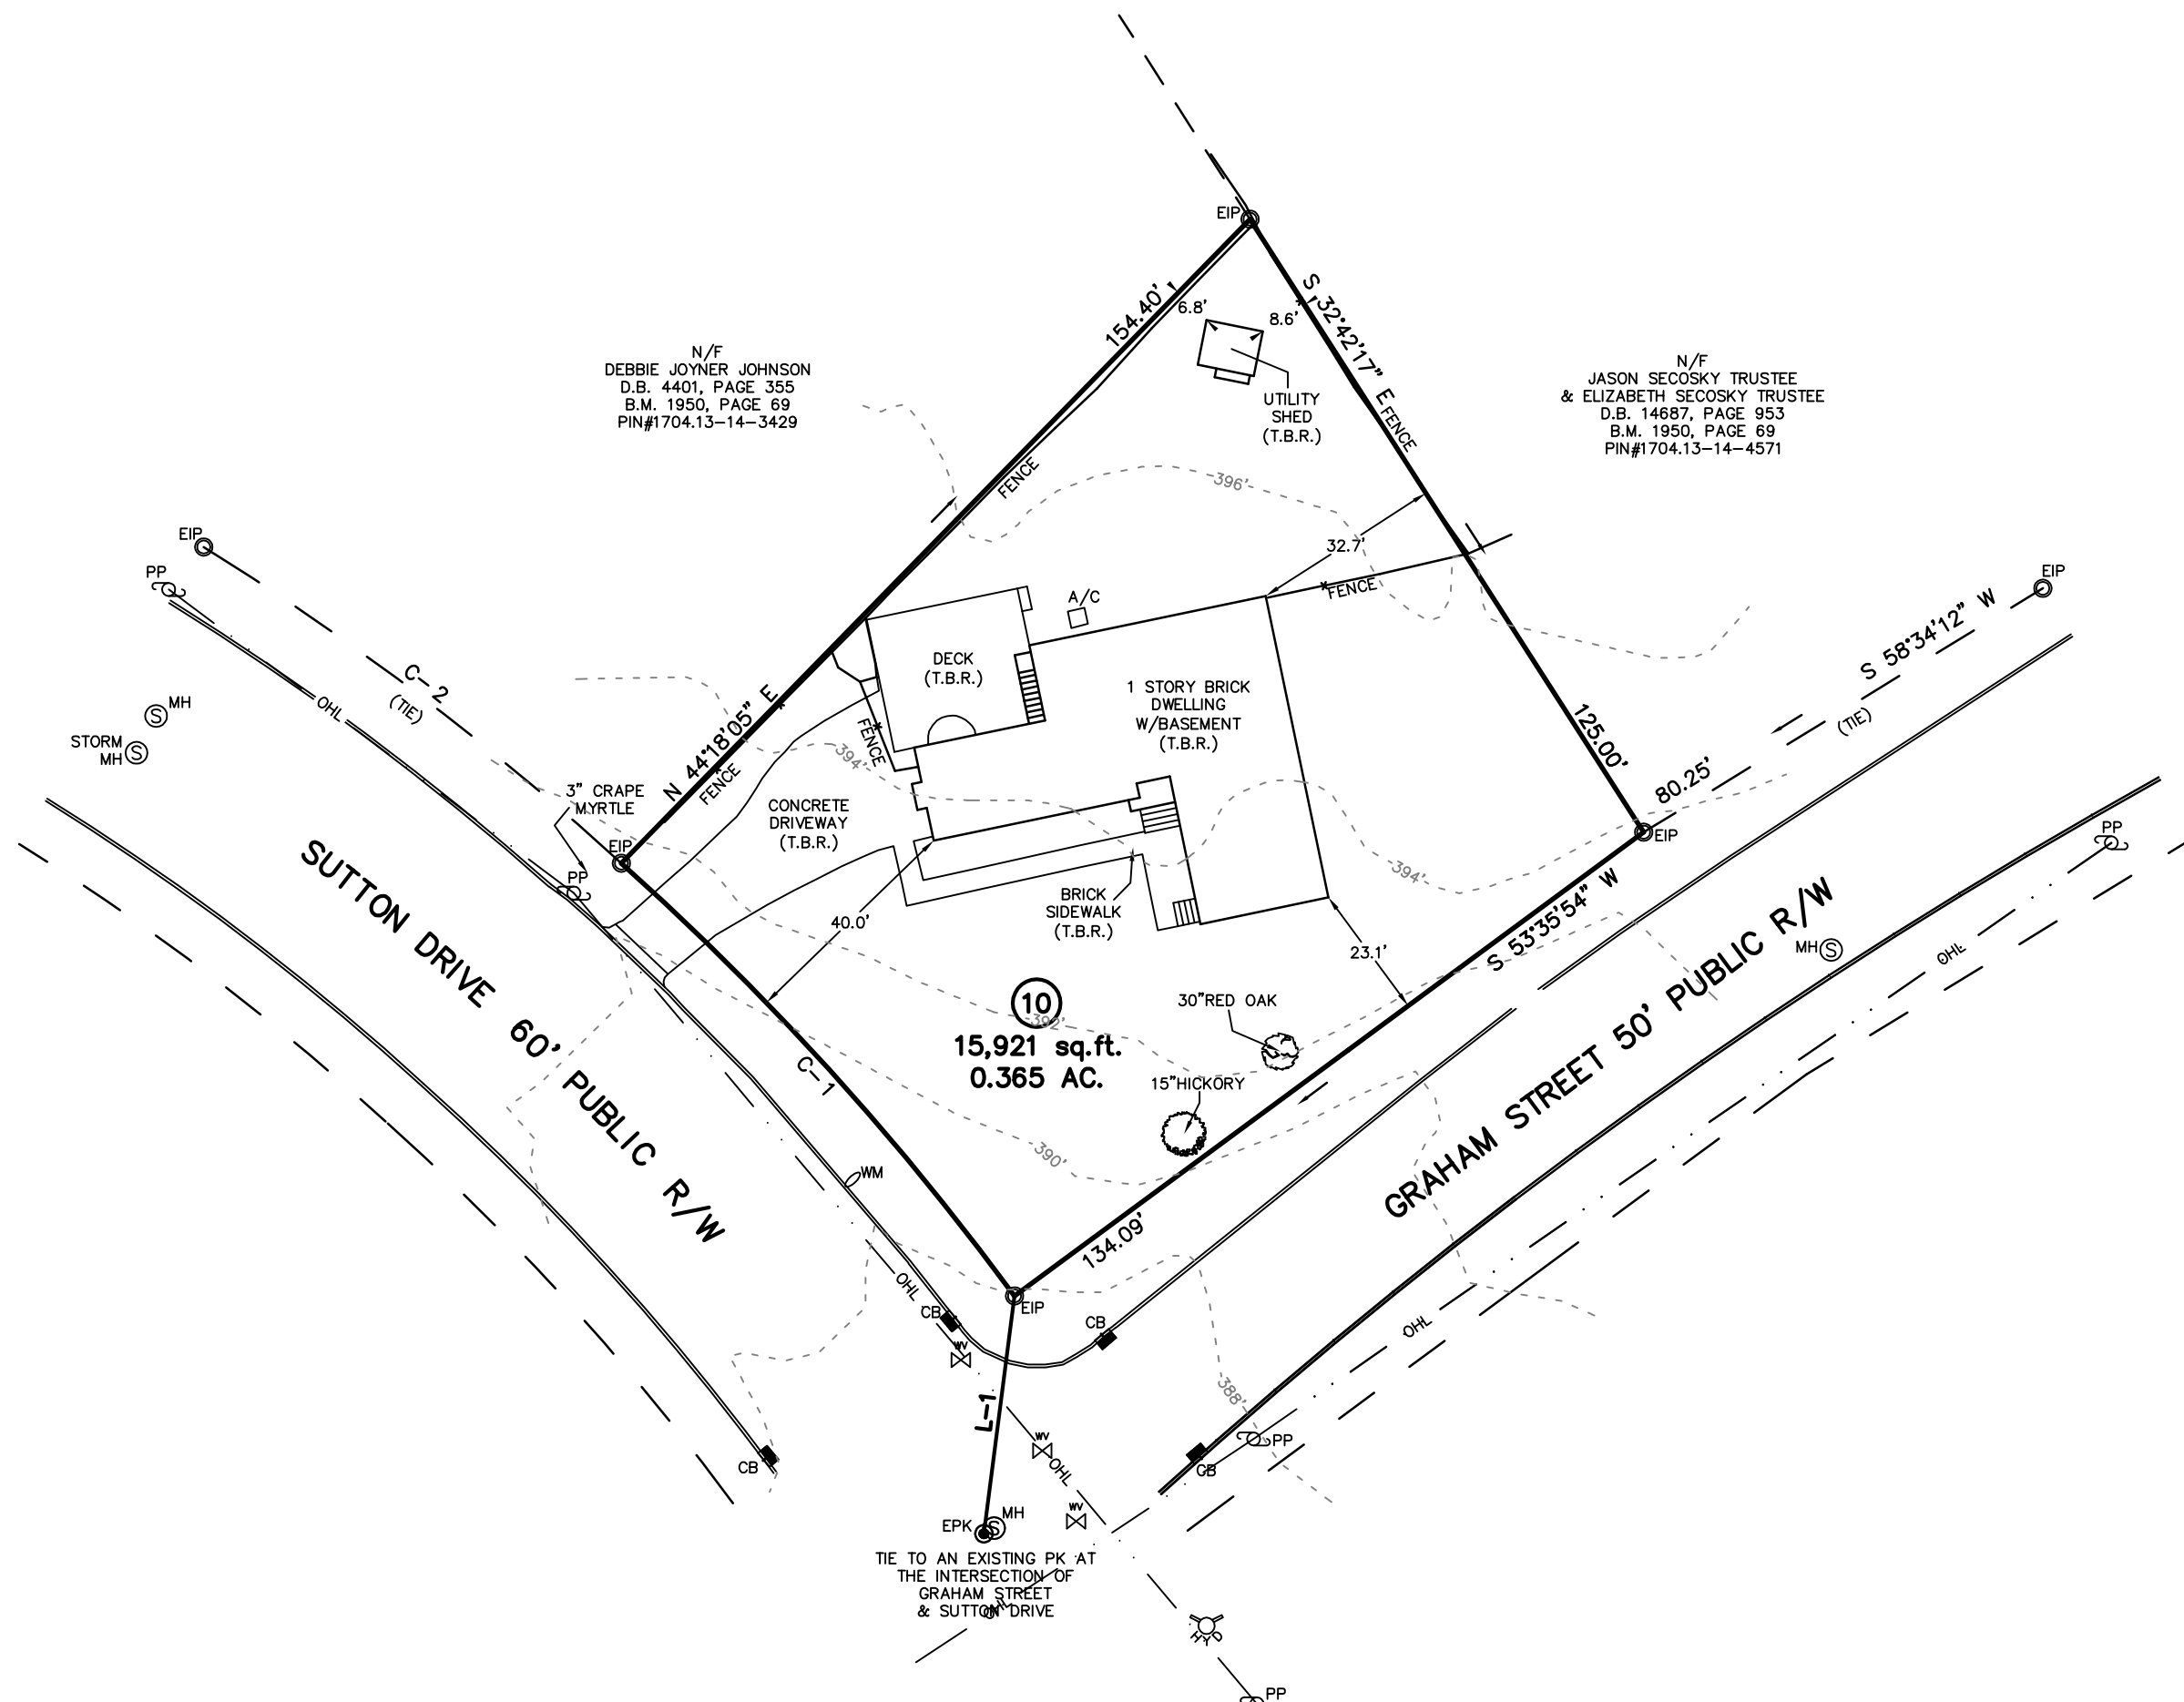 EIP
154.40'
6.8'
8.6'
S 32°42'17" E
FENCE
UTILITY
SHED
(T.B.R.)
N/F
DEBBIE JOYNER JOHNSON
D.B. 4401, PAGE 355
B.M. 1950, PAGE 69
PIN#1704.13-14-3429
N/F
JASON SECOSKY TRUSTEE
& ELIZABETH SECOSKY TRUSTEE
D.B. 14687, PAGE 953
B.M. 1950, PAGE 69
PIN#1704.13-14-4571
FENCE
396'
EIP
PP
32.7'
FENCE
EIP
S 58°34'12" W
(TIE)
80.25'
A/C
C-2
(TIE)
OHL
MH
S
STORM
MH
S
DECK
(T.B.R.)
1 STORY BRICK
DWELLING
W/BASEMENT
(T.B.R.)
125.00'
N 44°18'05" E
FENCE
FENCE
394'
3" CRAPE
MYRTLE
CONCRETE
DRIVEWAY
(T.B.R.)
EIP
PP
EIP
PP
394'
BRICK
SIDEWALK
(T.B.R.)
40.0'
23.1'
S 53°35'54" W
SUTTON DRIVE 60' PUBLIC R/W
GRAHAM STREET 50' PUBLIC R/W
MH
S
OHL
10
392'
15,921 sq.ft.
0.365 AC.
30"RED OAK
15"HICKORY
C-1
390'
WM
134.09'
OHL
CB
EIP
CB
WV
OHL
388'
L-1
WV
OHL
PP
CB
CB
WV
EPK
MH
S
TIE TO AN EXISTING PK AT
THE INTERSECTION OF
GRAHAM STREET
& SUTTON DRIVE
OHL
HYD
PP